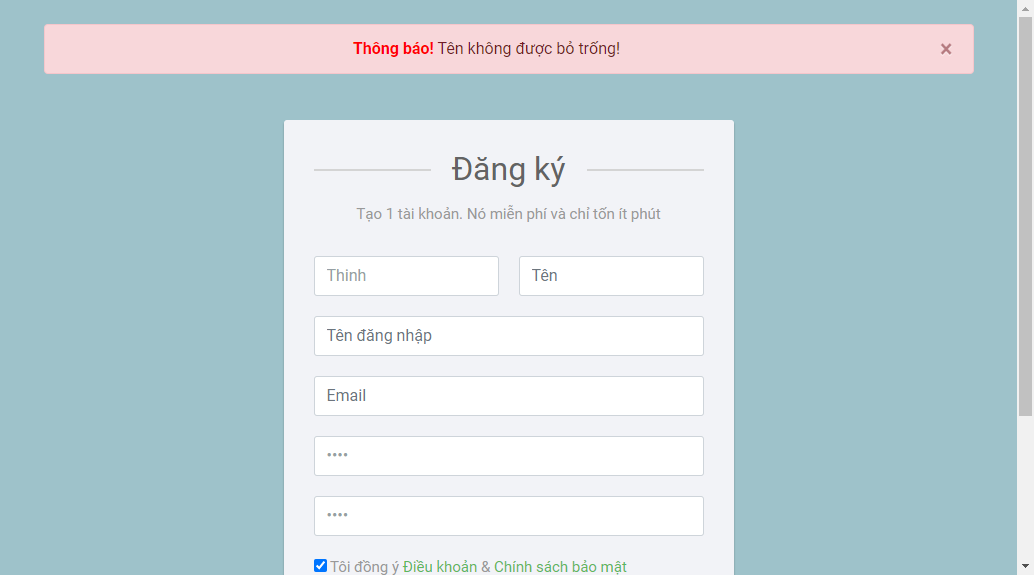 Thông báo! Tên không được bỏ trống! ×
Đăng ký
Tạo 1 tài khoản. Nó miễn phí và chỉ tốn ít phút
Thinh Tên
Tên đăng nhập
Email
••••
••••
Tôi đồng ý Điều khoản & Chính sách bảo mật